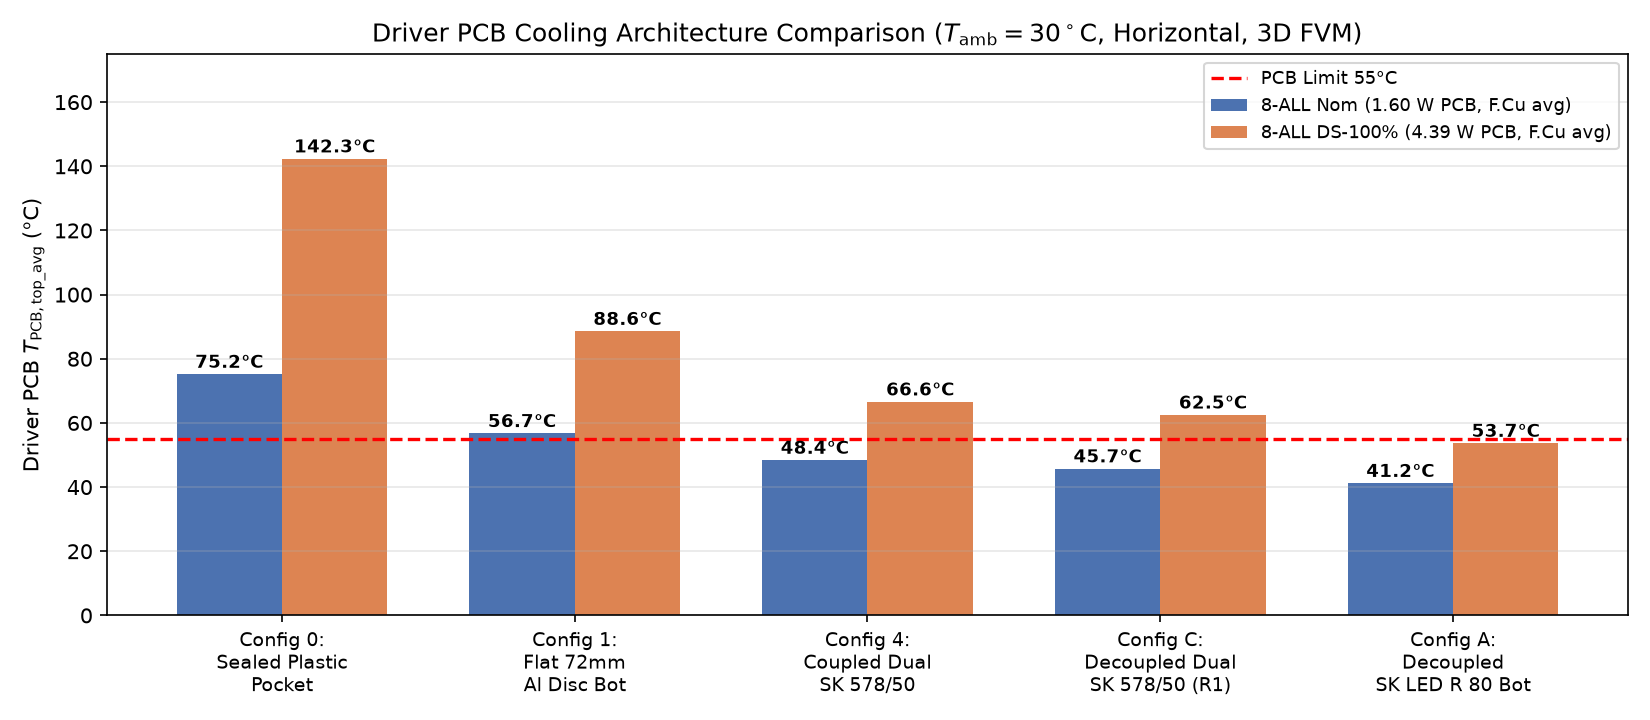 Driver PCB Cooling Architecture Comparison (T_amb = 30°C, Horizontal, 3D FVM)
PCB Limit 55°C
8-ALL Nom (1.60 W PCB, F.Cu avg)
8-ALL DS-100% (4.39 W PCB, F.Cu avg)
Driver PCB T_PCB,top_avg (°C)
160
140
120
100
80
60
40
20
0
75.2°C
142.3°C
56.7°C
88.6°C
48.4°C
66.6°C
45.7°C
62.5°C
41.2°C
53.7°C
Config 0:
Sealed Plastic
Pocket
Config 1:
Flat 72mm
Al Disc Bot
Config 4:
Coupled Dual
SK 578/50
Config C:
Decoupled Dual
SK 578/50 (R1)
Config A:
Decoupled
SK LED R 80 Bot